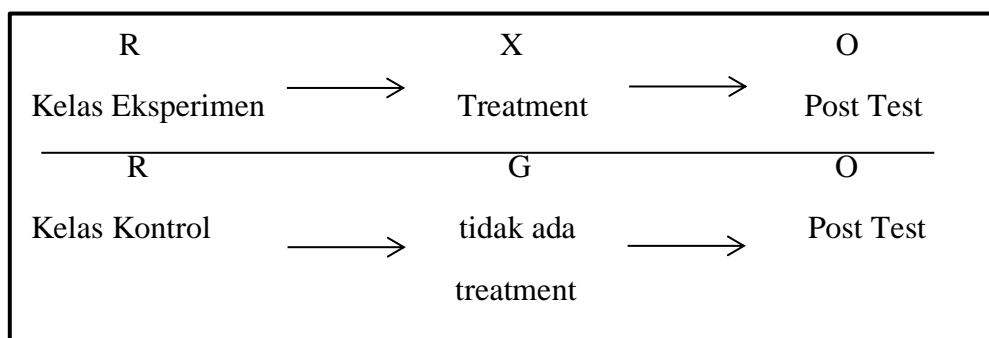 R X O
Kelas Eksperimen Treatment Post Test
R G O
Kelas Kontrol tidak ada Post Test
treatment